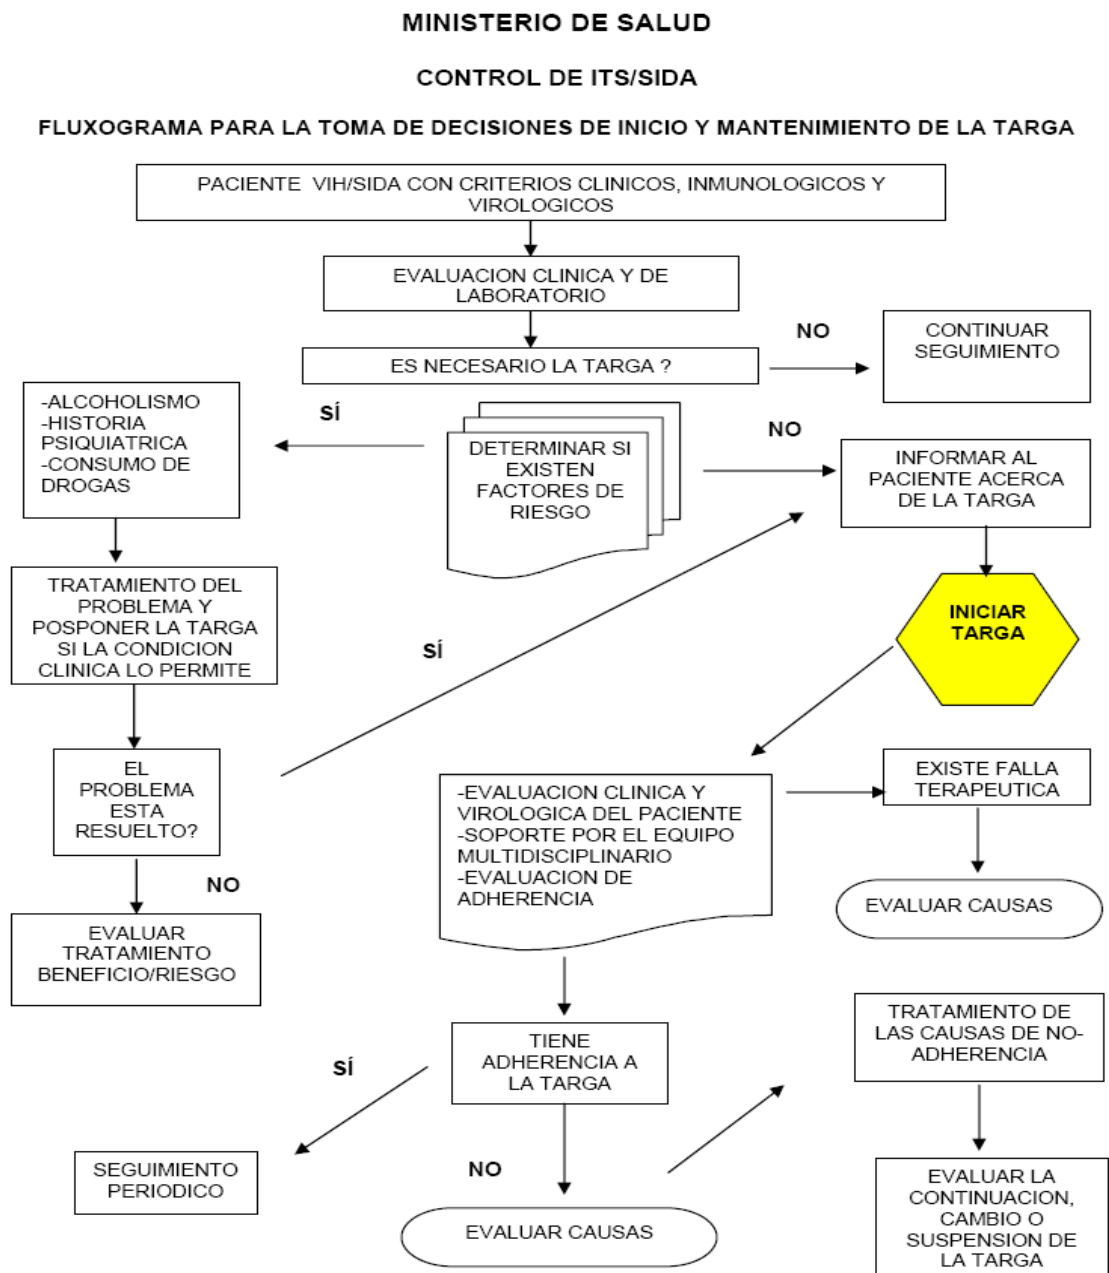 MINISTERIO DE SALUD
CONTROL DE ITS/SIDA
FLUXOGRAMA PARA LA TOMA DE DECISIONES DE INICIO Y MANTENIMIENTO DE LA TARGA
PACIENTE VIH/SIDA CON CRITERIOS CLINICOS, INMUNOLOGICOS Y
VIROLOGICOS
EVALUACION CLINICA Y DE
LABORATORIO
ES NECESARIO LA TARGA ?
NO
CONTINUAR
SEGUIMIENTO
-ALCOHOLISMO
-HISTORIA
PSIQUIATRICA
-CONSUMO DE
DROGAS
SÍ
DETERMINAR SI
EXISTEN
FACTORES DE
RIESGO
NO
INFORMAR AL
PACIENTE ACERCA
DE LA TARGA
TRATAMIENTO DEL
PROBLEMA Y
POSPONER LA TARGA
SI LA CONDICION
CLINICA LO PERMITE
SÍ
INICIAR
TARGA
EL
PROBLEMA
ESTA
RESUELTO?
NO
EVALUAR
TRATAMIENTO
BENEFICIO/RIESGO
-EVALUACION CLINICA Y
VIROLOGICA DEL PACIENTE
-SOPORTE POR EL EQUIPO
MULTIDISCIPLINARIO
-EVALUACION DE
ADHERENCIA
EXISTE FALLA
TERAPEUTICA
EVALUAR CAUSAS
TIENE
ADHERENCIA A
LA TARGA
SÍ
SEGUIMIENTO
PERIODICO
NO
EVALUAR CAUSAS
TRATAMIENTO DE
LAS CAUSAS DE NO-
ADHERENCIA
EVALUAR LA
CONTINUACION,
CAMBIO O
SUSPENSION DE
LA TARGA